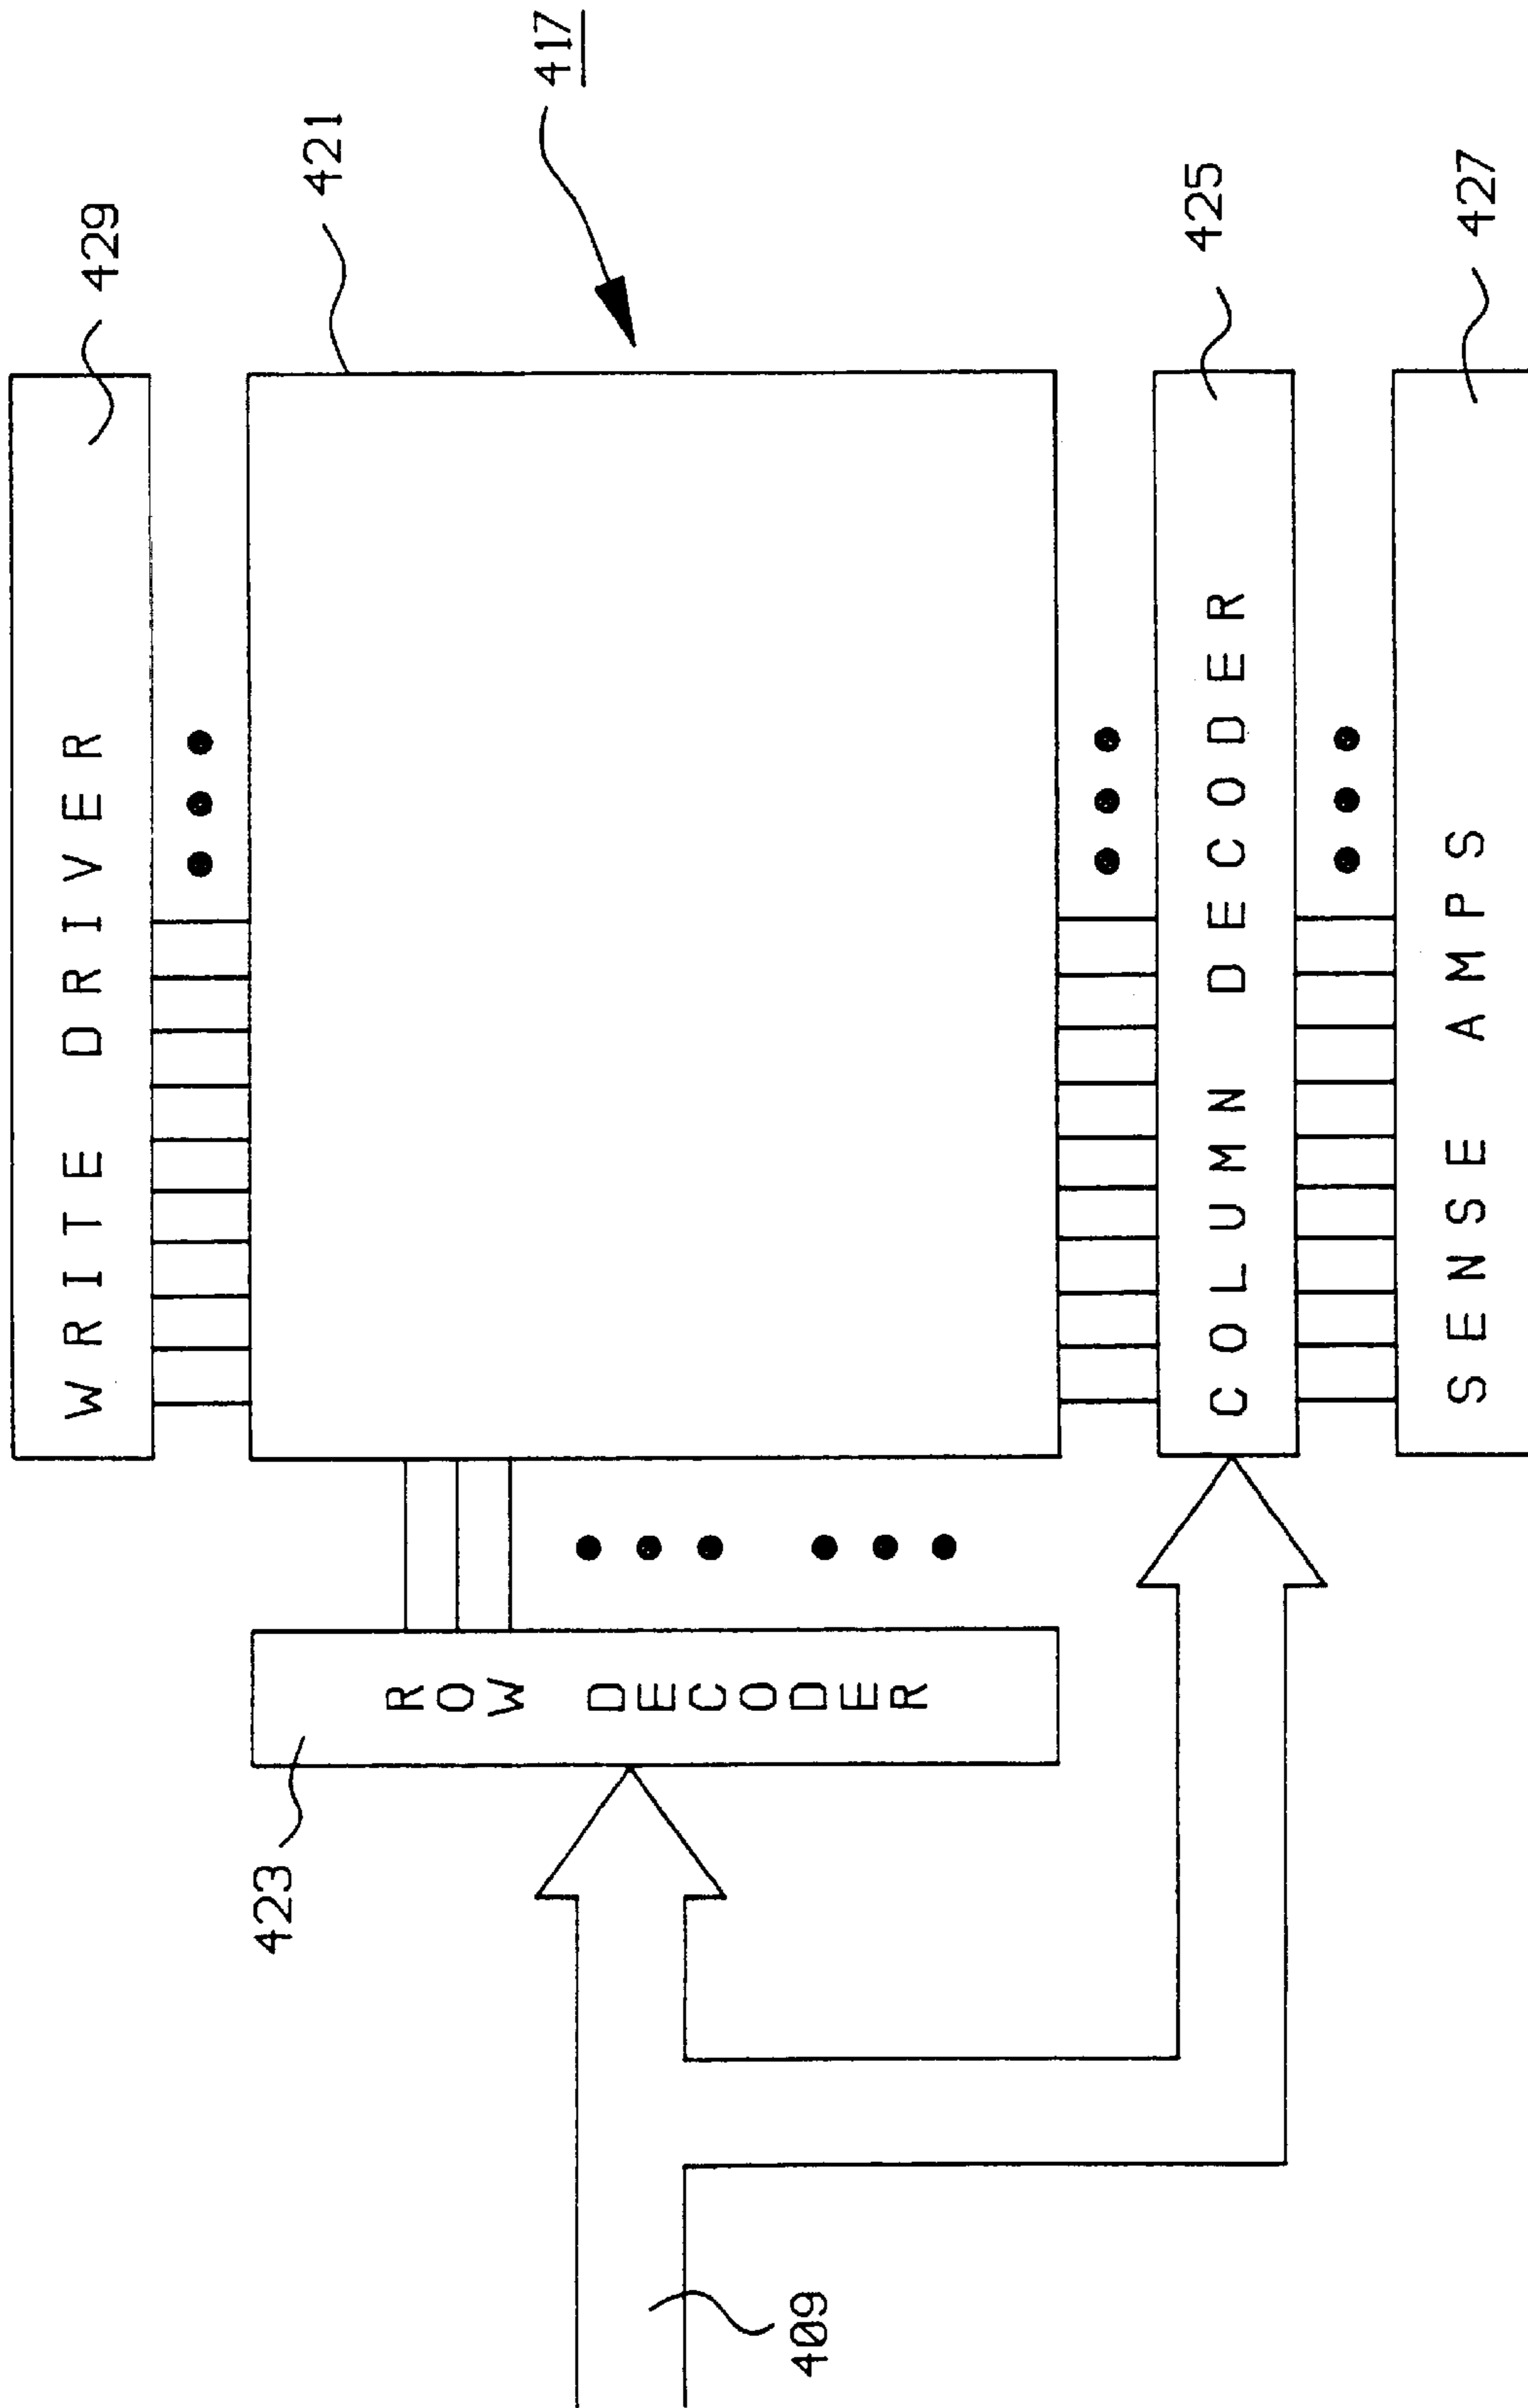 WRITE DRIVER
429
421
417
ROW DECODER
423
409
COLUMN DECODER
425
SENSE AMPS
427